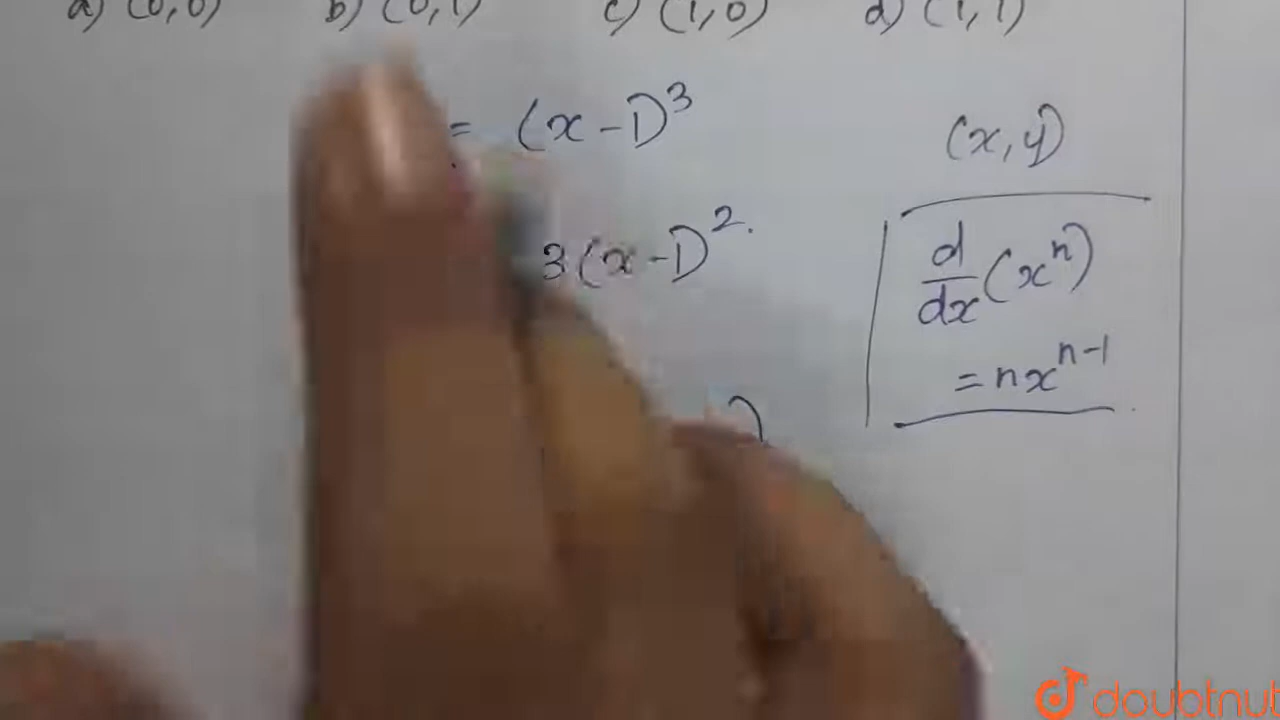 a) (0,0) b) (0,1) c) (1,0) d) (1,1)
= (x-1)³
3(x-1)²
)
(x,y)
d/dx (xⁿ)
= nxⁿ⁻¹
doubtnut